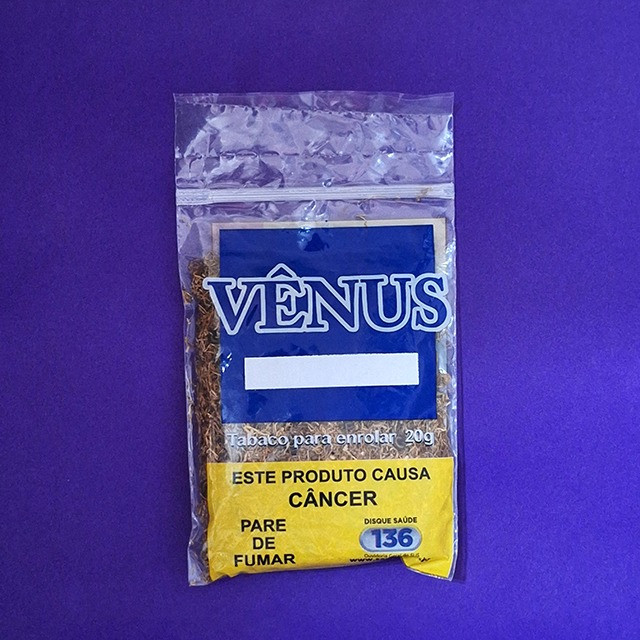 VÊNUS
Tabaco para enrolar 20g
ESTE PRODUTO CAUSA
CÂNCER
PARE
DE
FUMAR
DISQUE SAÚDE
136